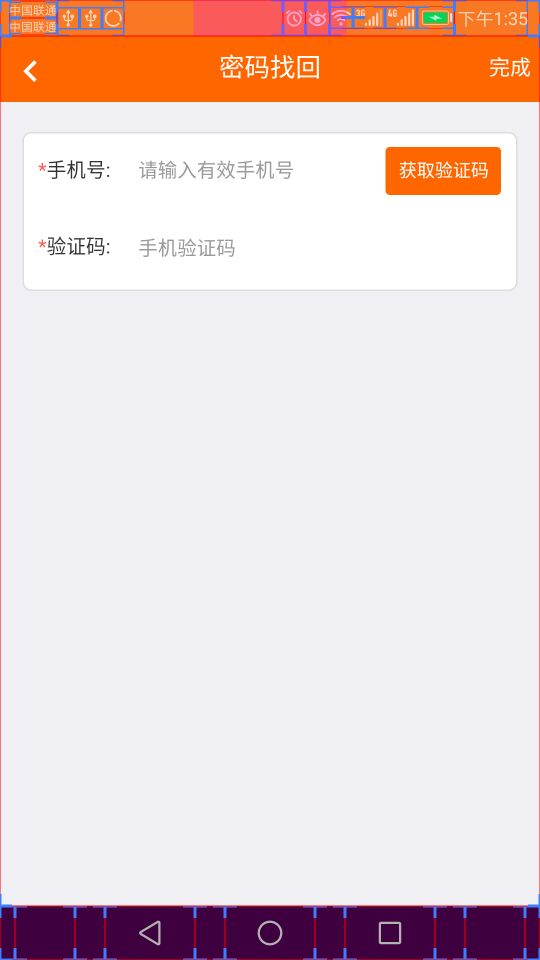 中国联通
中国联通
3G 4G 下午1:35
密码找回 完成
*手机号: 请输入有效手机号 获取验证码
*验证码: 手机验证码